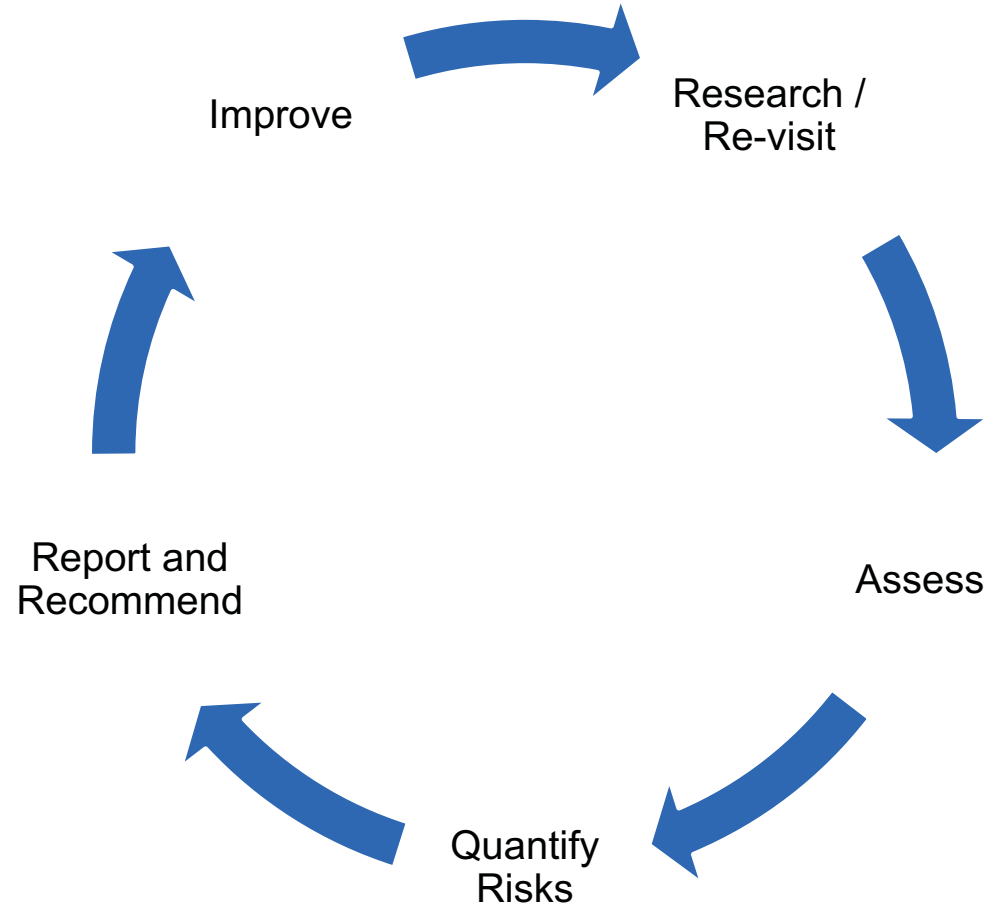 Improve
Research /
Re-visit
Assess
Quantify
Risks
Report and
Recommend